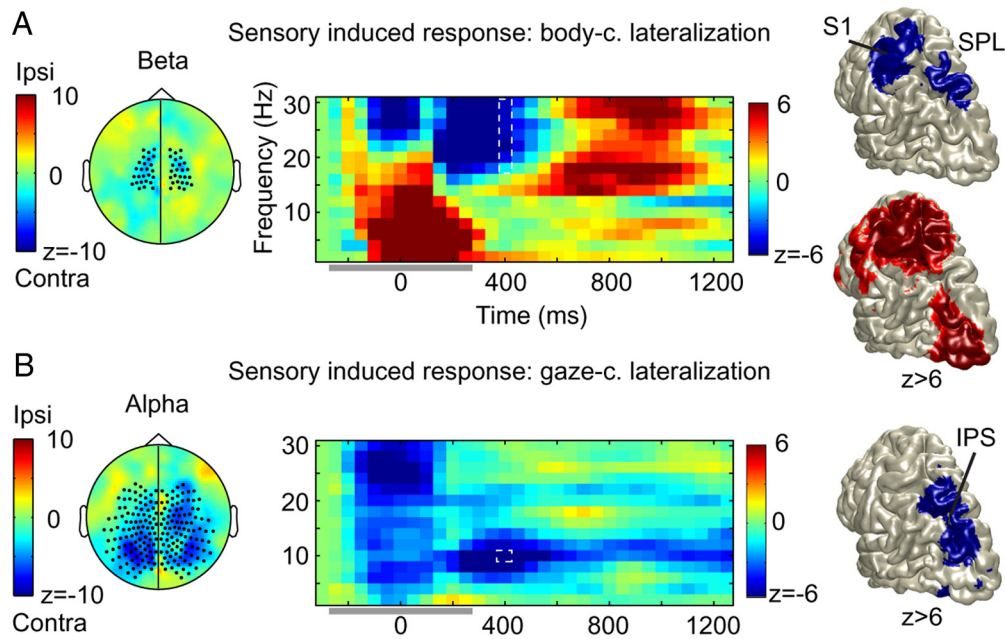 A
Sensory induced response: body-c. lateralization
Ipsi
Beta
10
0
z=-10
Contra
Frequency (Hz)
30
20
10
0
400
800
1200
Time (ms)
6
0
z=-6
S1
SPL
z>6
B
Sensory induced response: gaze-c. lateralization
Ipsi
Alpha
10
0
z=-10
Contra
30
20
10
0
400
800
1200
6
0
z=-6
IPS
z>6